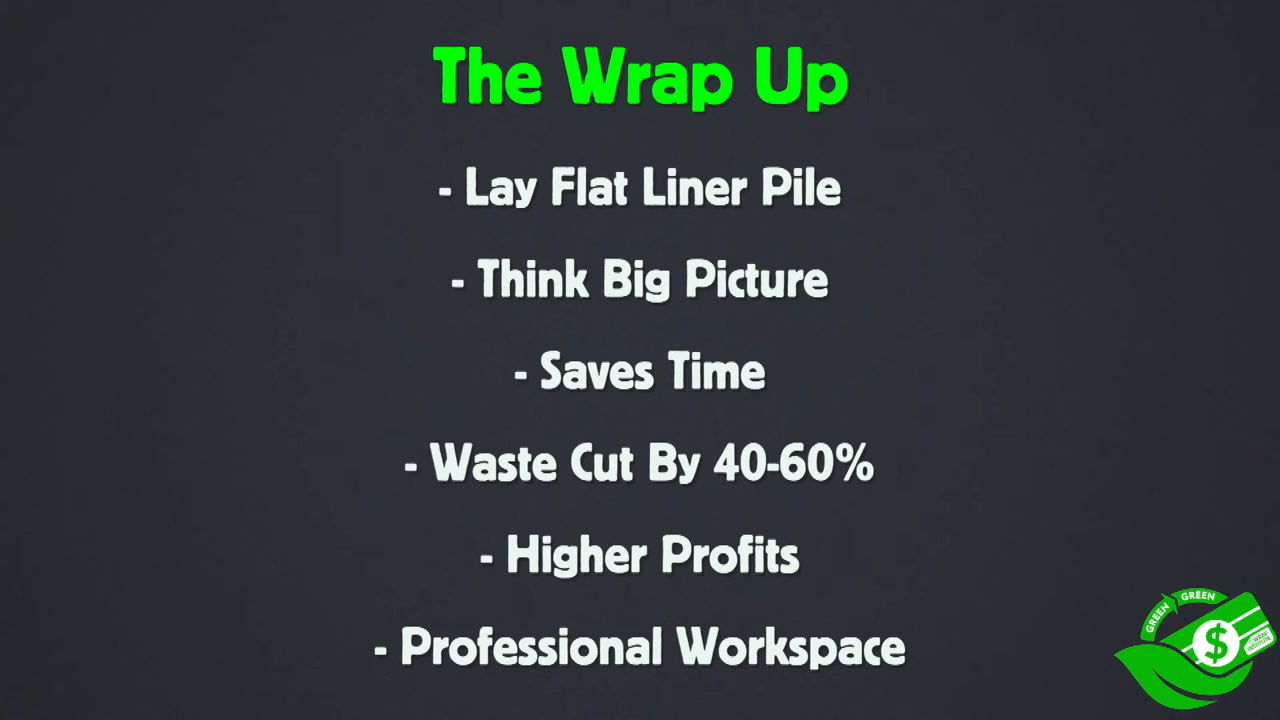 The Wrap Up
- Lay Flat Liner Pile
- Think Big Picture
- Saves Time
- Waste Cut By 40-60%
- Higher Profits
- Professional Workspace
GREEN GREEN
$